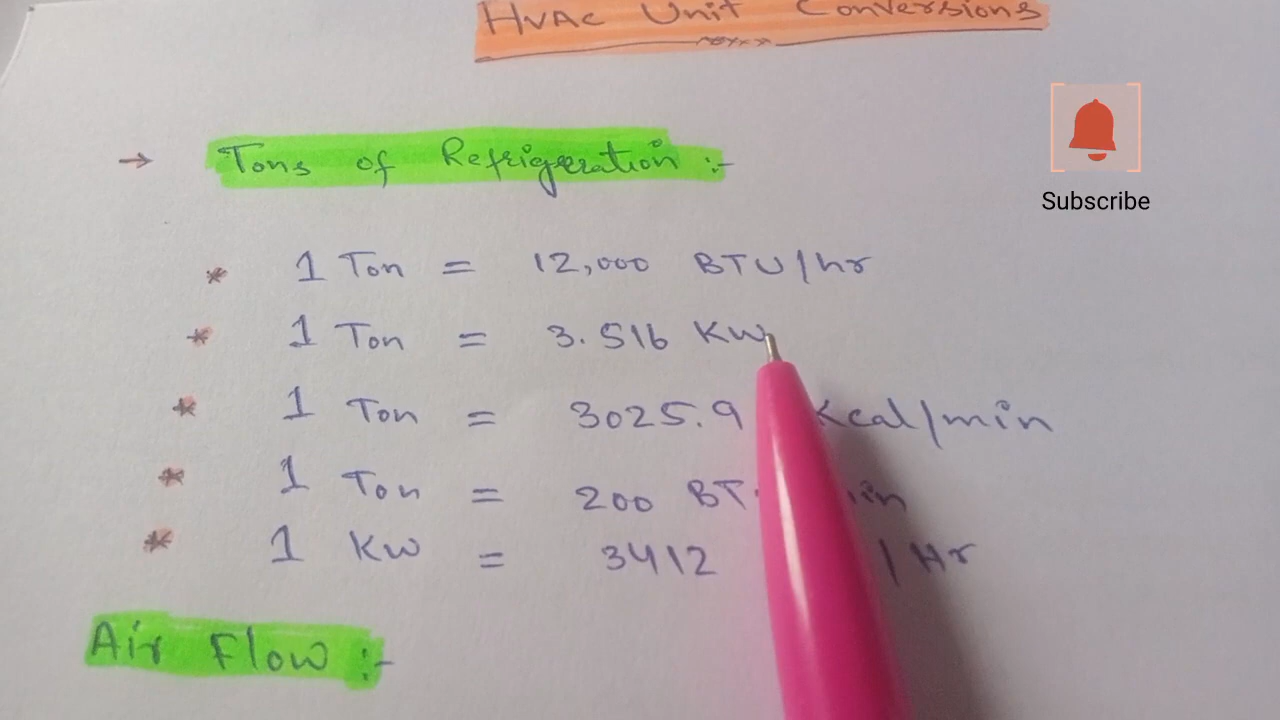 HVAC Unit Conversions
→ Tons of Refrigeration :-
Subscribe
* 1 Ton = 12,000 BTU/hr
* 1 Ton = 3.516 KW
* 1 Ton = 3025.9 Kcal/min
* 1 Ton = 200
* 1 KW = 3412 /Hr
Air Flow :-